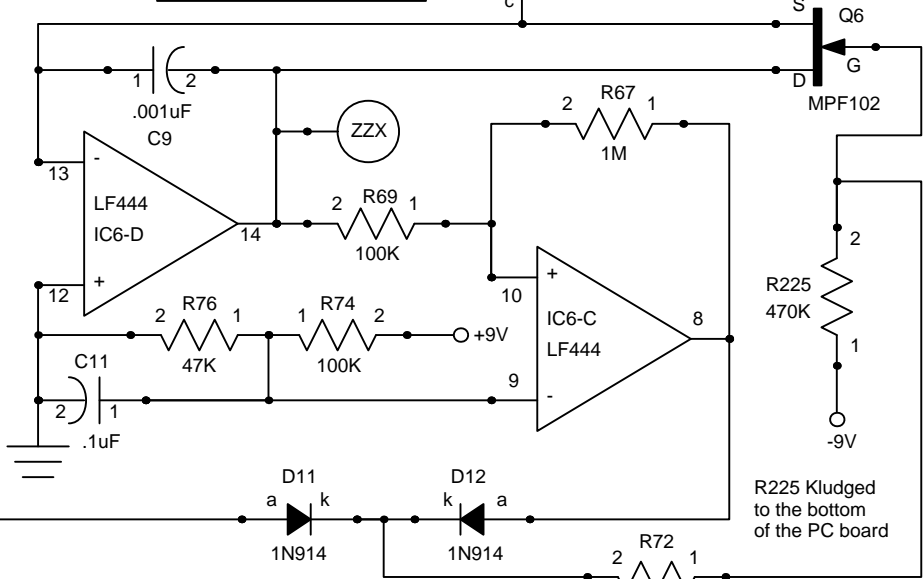 c
S
Q6
G
D
MPF102
1
2
.001uF
C9
ZZX
2
R67
1
1M
13
-
LF444
IC6-D
14
+
12
2
R69
1
100K
10
+
IC6-C
LF444
8
9
-
2
R76
1
47K
1
R74
2
100K
+9V
C11
2
1
.1uF
2
R225
470K
1
-9V
D11
a
k
1N914
D12
k
a
1N914
R225 Kludged
to the bottom
of the PC board
R72
2
1